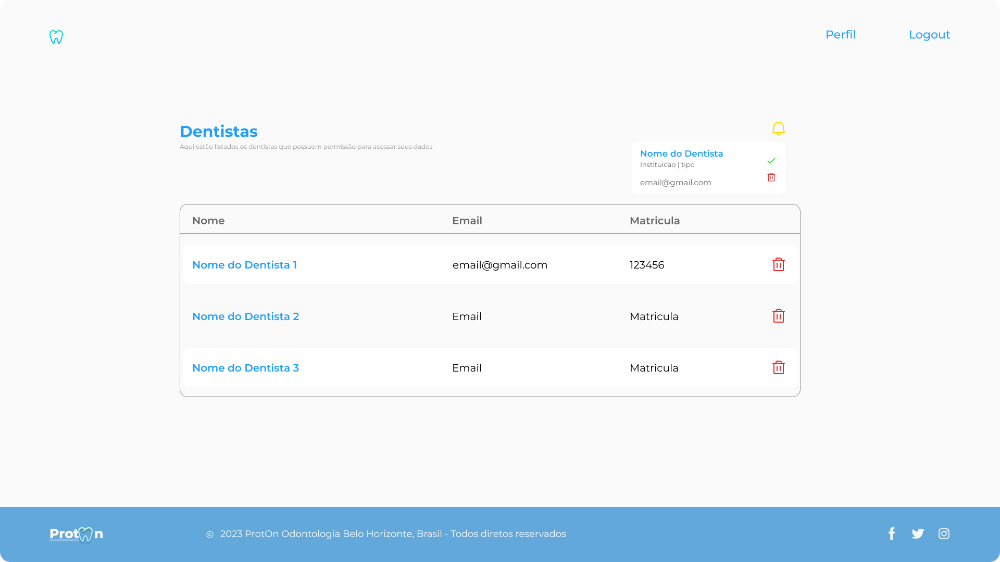 Perfil Logout
Dentistas
Aqui estão listados os dentistas que possuem permissão para acessar seus dados
Nome do Dentista
Instituicao | tipo
email@gmail.com
Nome Email Matricula
Nome do Dentista 1 email@gmail.com 123456
Nome do Dentista 2 Email Matricula
Nome do Dentista 3 Email Matricula
ProtOn © 2023 ProtOn Odontologia Belo Horizonte, Brasil - Todos diretos reservados